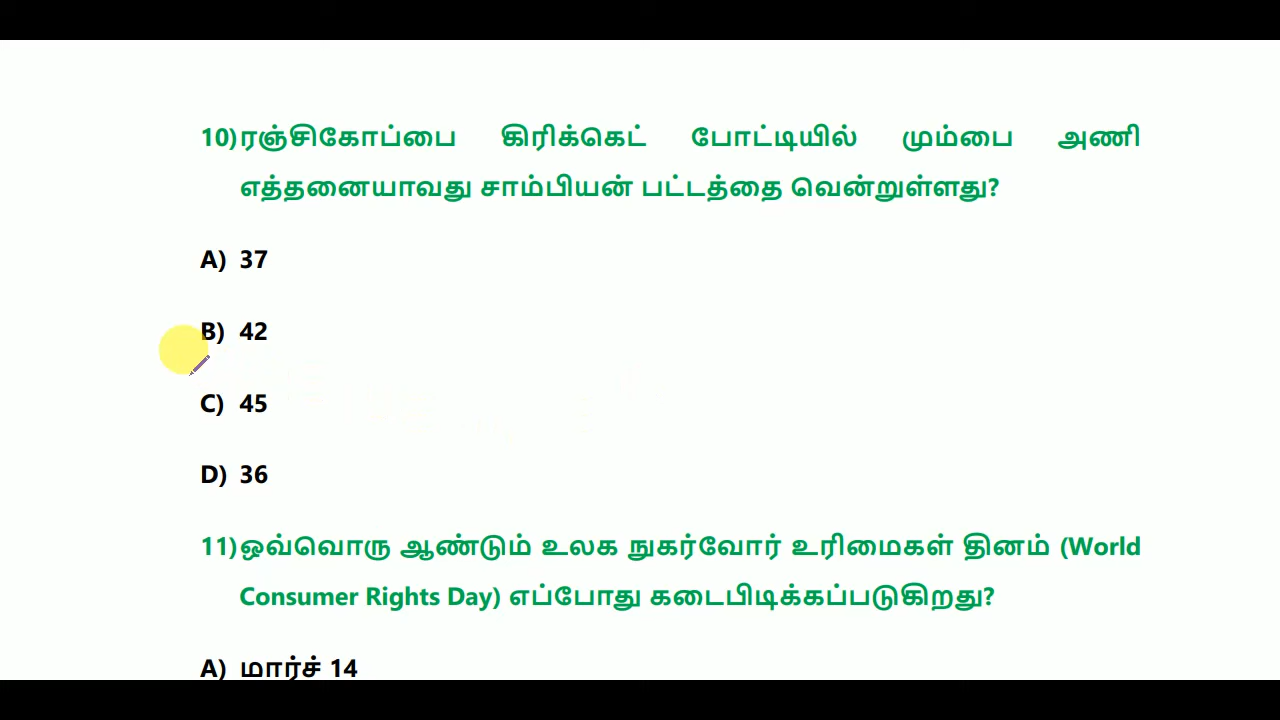 10)ரஞ்சிகோப்பை கிரிக்கெட் போட்டியில் மும்பை அணி
எத்தனையாவது சாம்பியன் பட்டத்தை வென்றுள்ளது?
A) 37
B) 42
C) 45
D) 36
11)ஒவ்வொரு ஆண்டும் உலக நுகர்வோர் உரிமைகள் தினம் (World
Consumer Rights Day) எப்போது கடைபிடிக்கப்படுகிறது?
A) மார்ச் 14